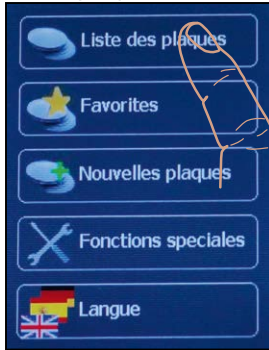 Liste des plaques
Favorites
Nouvelles plaques
Fonctions speciales
Langue